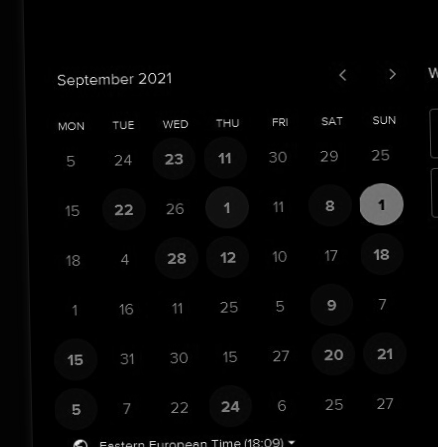 September 2021 < >
MON TUE WED THU FRI SAT SUN
5 24 23 11 30 29 25
15 22 26 1 11 8 1
18 4 28 12 10 17 18
1 16 11 25 5 9 7
15 31 30 15 27 20 21
5 7 22 24 6 25 27
Eastern European Time (18:09)